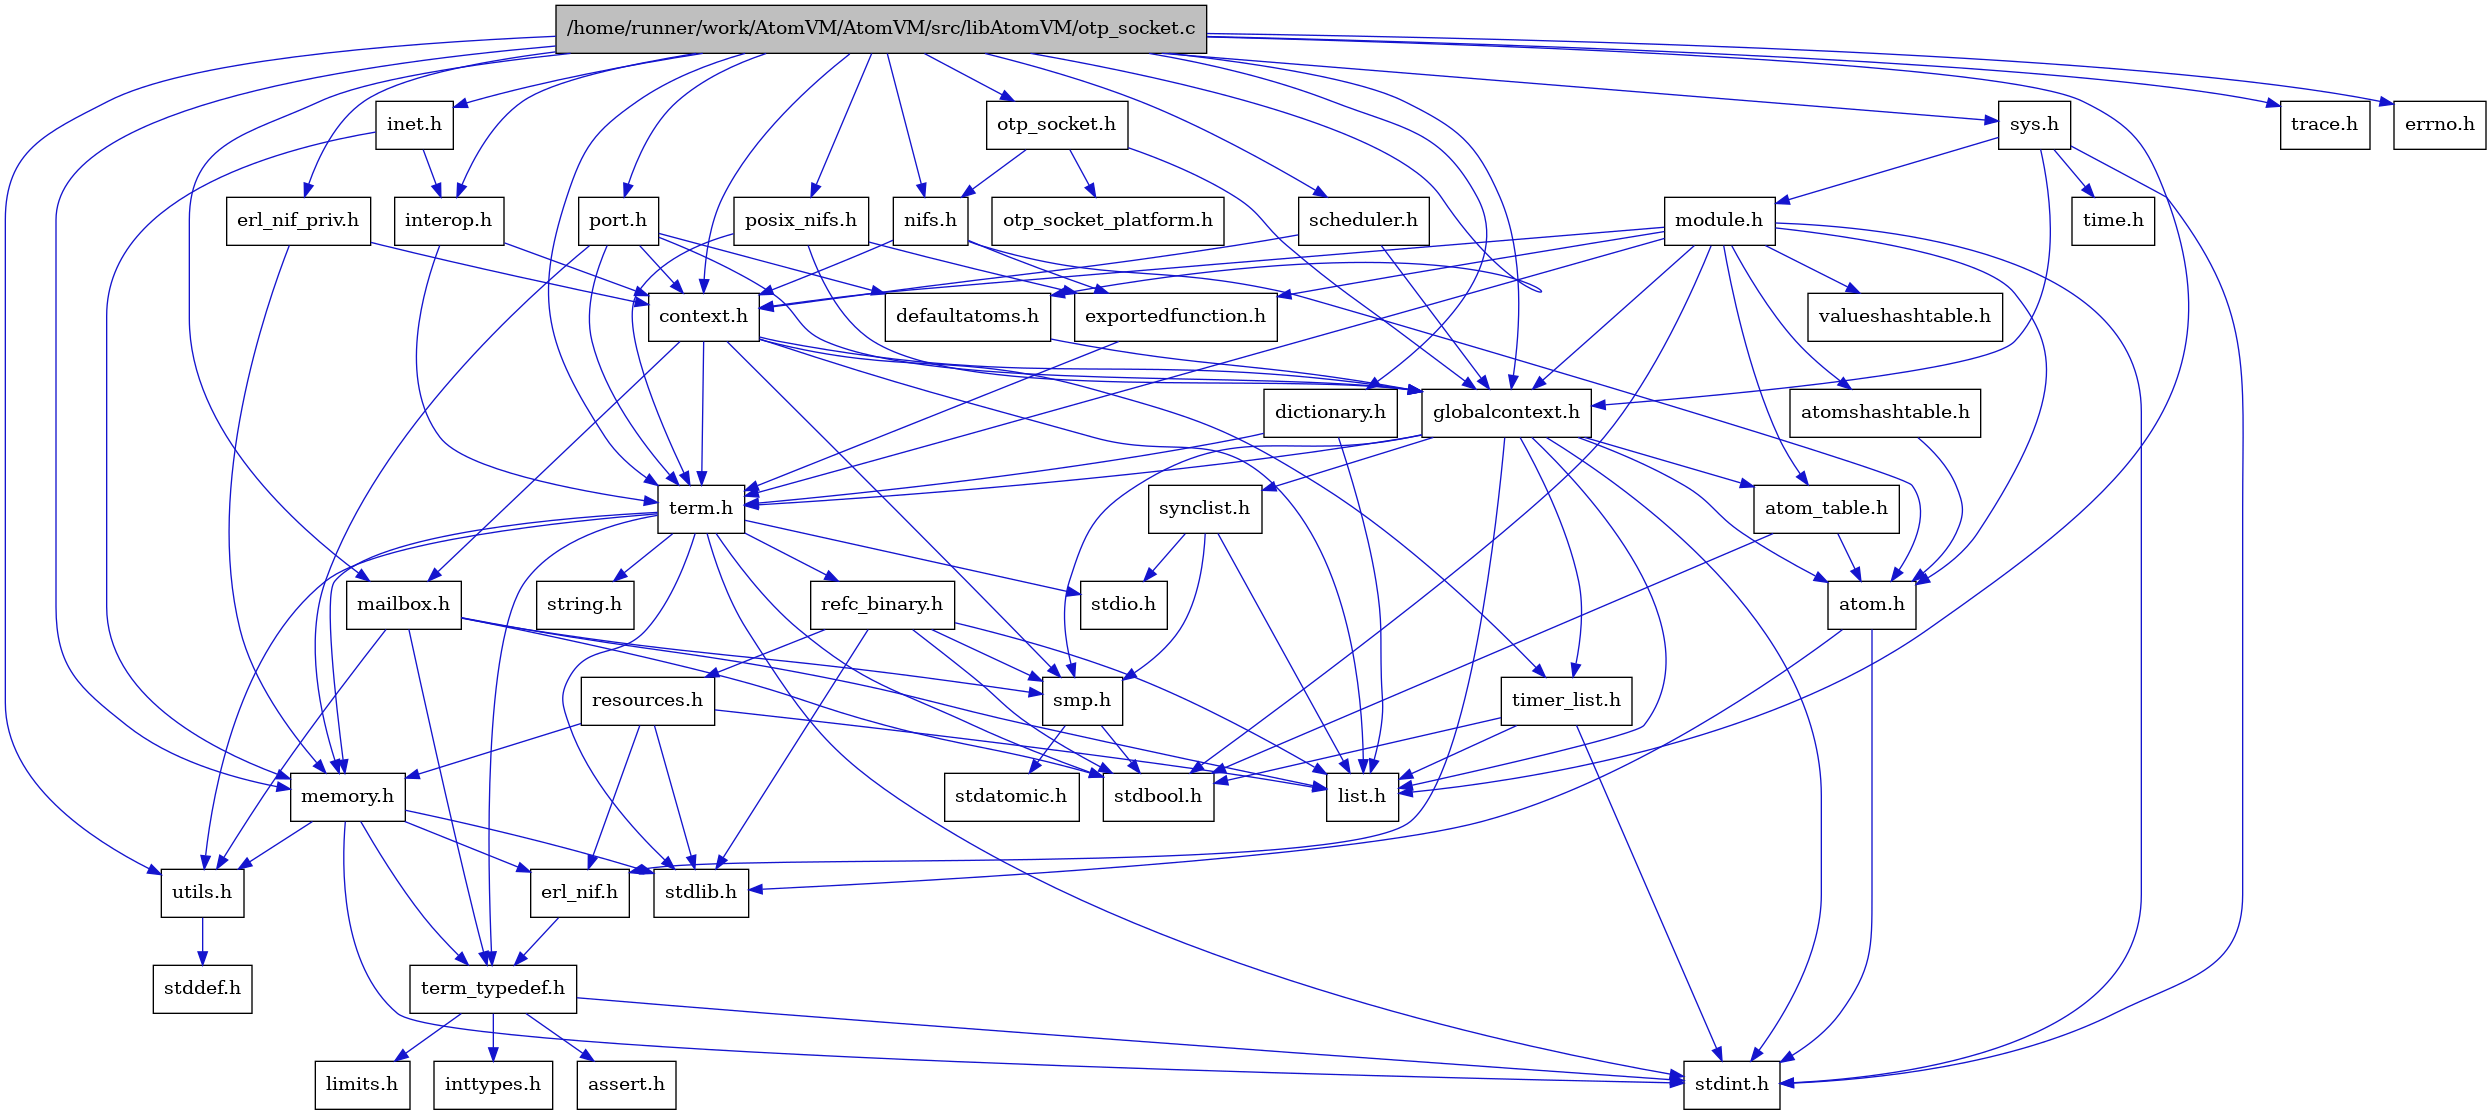 /home/runner/work/AtomVM/AtomVM/src/libAtomVM/otp_socket.c
inet.h
otp_socket.h
sys.h
trace.h
errno.h
erl_nif_priv.h
interop.h
port.h
posix_nifs.h
nifs.h
otp_socket_platform.h
scheduler.h
module.h
time.h
context.h
defaultatoms.h
exportedfunction.h
valueshashtable.h
dictionary.h
globalcontext.h
atomshashtable.h
term.h
synclist.h
atom_table.h
mailbox.h
string.h
refc_binary.h
stdio.h
atom.h
resources.h
smp.h
timer_list.h
memory.h
stdatomic.h
stdbool.h
list.h
utils.h
erl_nif.h
stdlib.h
stddef.h
term_typedef.h
limits.h
inttypes.h
assert.h
stdint.h